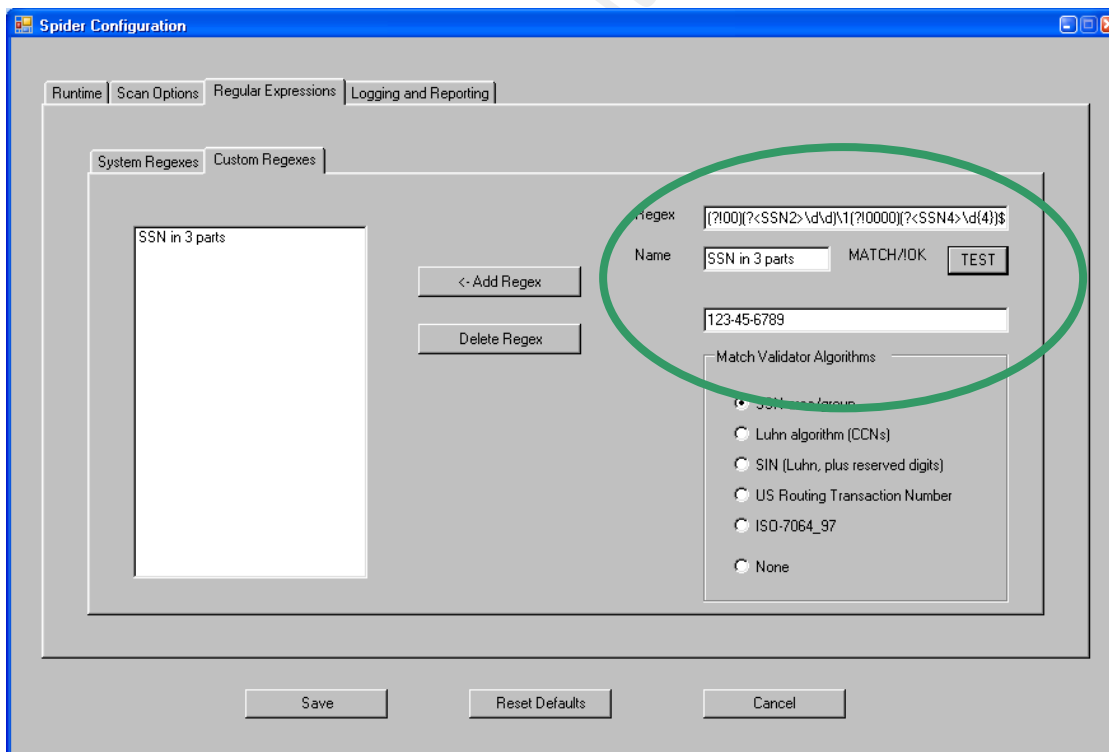 Spider Configuration
Runtime Scan Options Regular Expressions Logging and Reporting
System Regexes Custom Regexes
Regex (?!00)(?<SSN2>\d\d)\1(?!0000)(?<SSN4>\d{4})$
SSN in 3 parts
Name SSN in 3 parts MATCH/!OK TEST
<- Add Regex
123-45-6789
Delete Regex
Match Validator Algorithms
Luhn algorithm (CCNs)
SIN (Luhn, plus reserved digits)
US Routing Transaction Number
ISO-7064_97
None
Save Reset Defaults Cancel